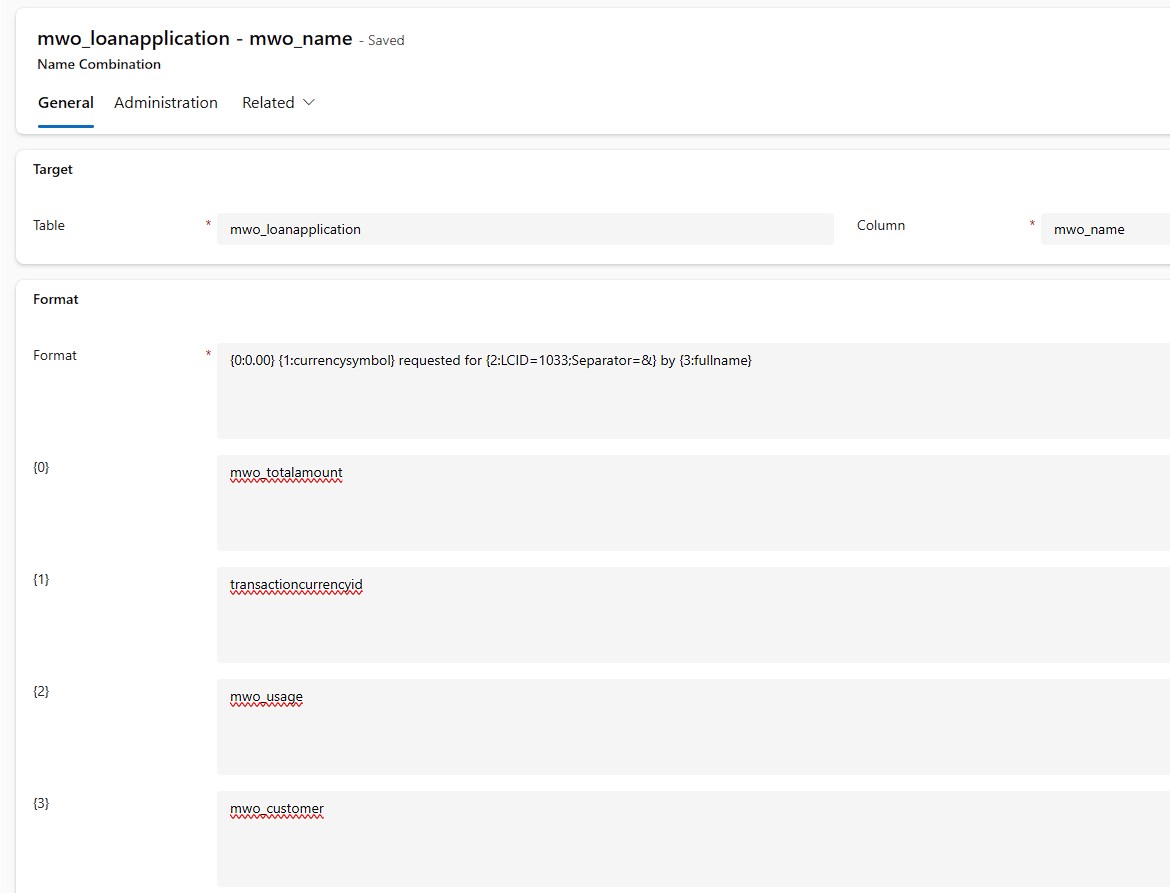 mwo_loanapplication - mwo_name - Saved
Name Combination
General Administration Related
Target
Table * mwo_loanapplication Column * mwo_name
Format
Format * {0:0.00} {1:currencysymbol} requested for {2:LCID=1033;Separator=&} by {3:fullname}
{0} mwo_totalamount
{1} transactioncurrencyid
{2} mwo_usage
{3} mwo_customer